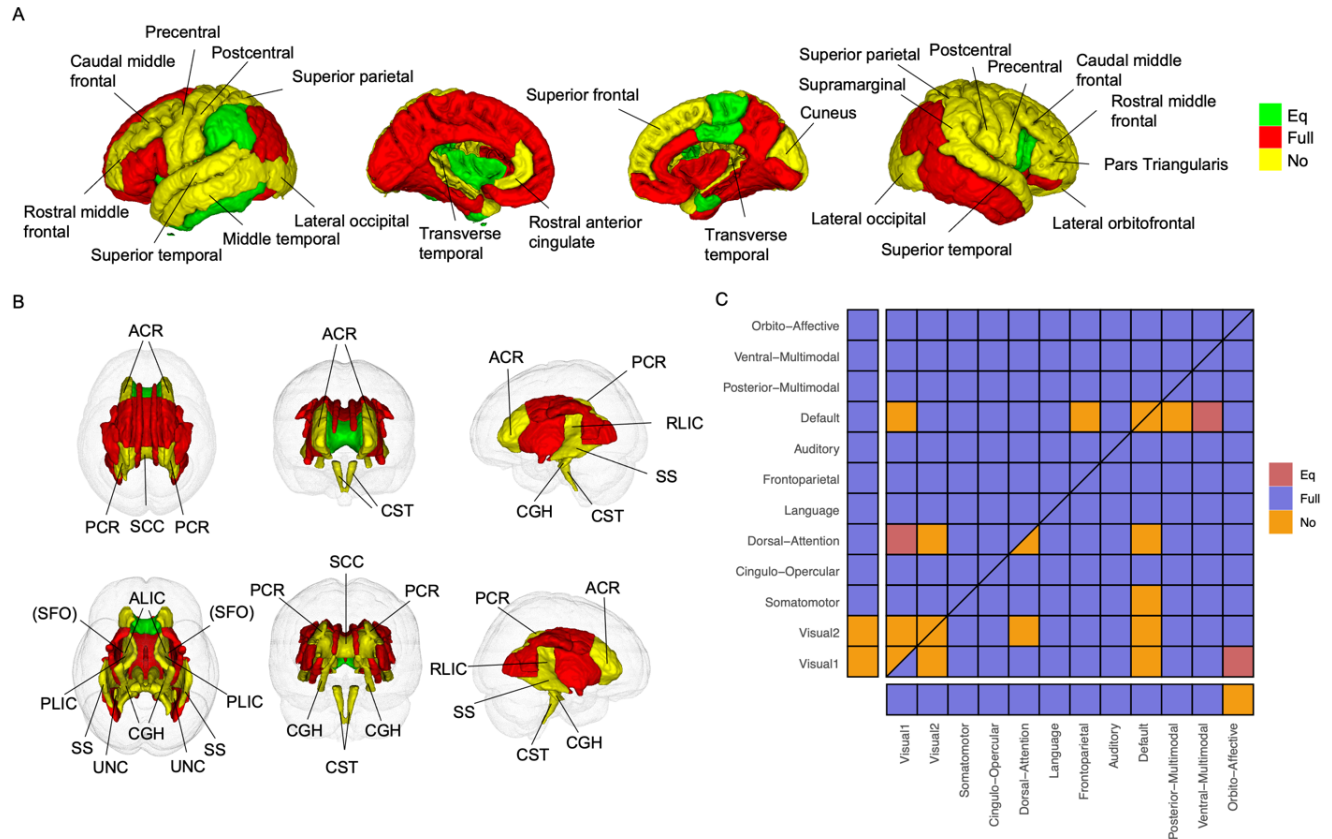 A
Precentral
Postcentral
Caudal middle
frontal
Superior parietal
Rostral middle
frontal
Superior temporal
Middle temporal
Lateral occipital
Superior frontal
Transverse
temporal
Rostral anterior
cingulate
Cuneus
Transverse
temporal
Superior parietal
Postcentral
Supramarginal
Precentral
Caudal middle
frontal
Rostral middle
frontal
Pars Triangularis
Lateral occipital
Superior temporal
Lateral orbitofrontal
Eq
Full
No
B
ACR
PCR
SCC
PCR
ACR
CST
ACR
PCR
RLIC
SS
CGH
CST
(SFO)
ALIC
(SFO)
PLIC
PLIC
SS
CGH
SS
UNC
UNC
SCC
PCR
PCR
CGH
CGH
CST
PCR
ACR
RLIC
SS
CST
CGH
C
Orbito-Affective
Ventral-Multimodal
Posterior-Multimodal
Default
Auditory
Frontoparietal
Language
Dorsal-Attention
Cingulo-Opercular
Somatomotor
Visual2
Visual1
Visual1
Visual2
Somatomotor
Cingulo-Opercular
Dorsal-Attention
Language
Frontoparietal
Auditory
Default
Posterior-Multimodal
Ventral-Multimodal
Orbito-Affective
Eq
Full
No